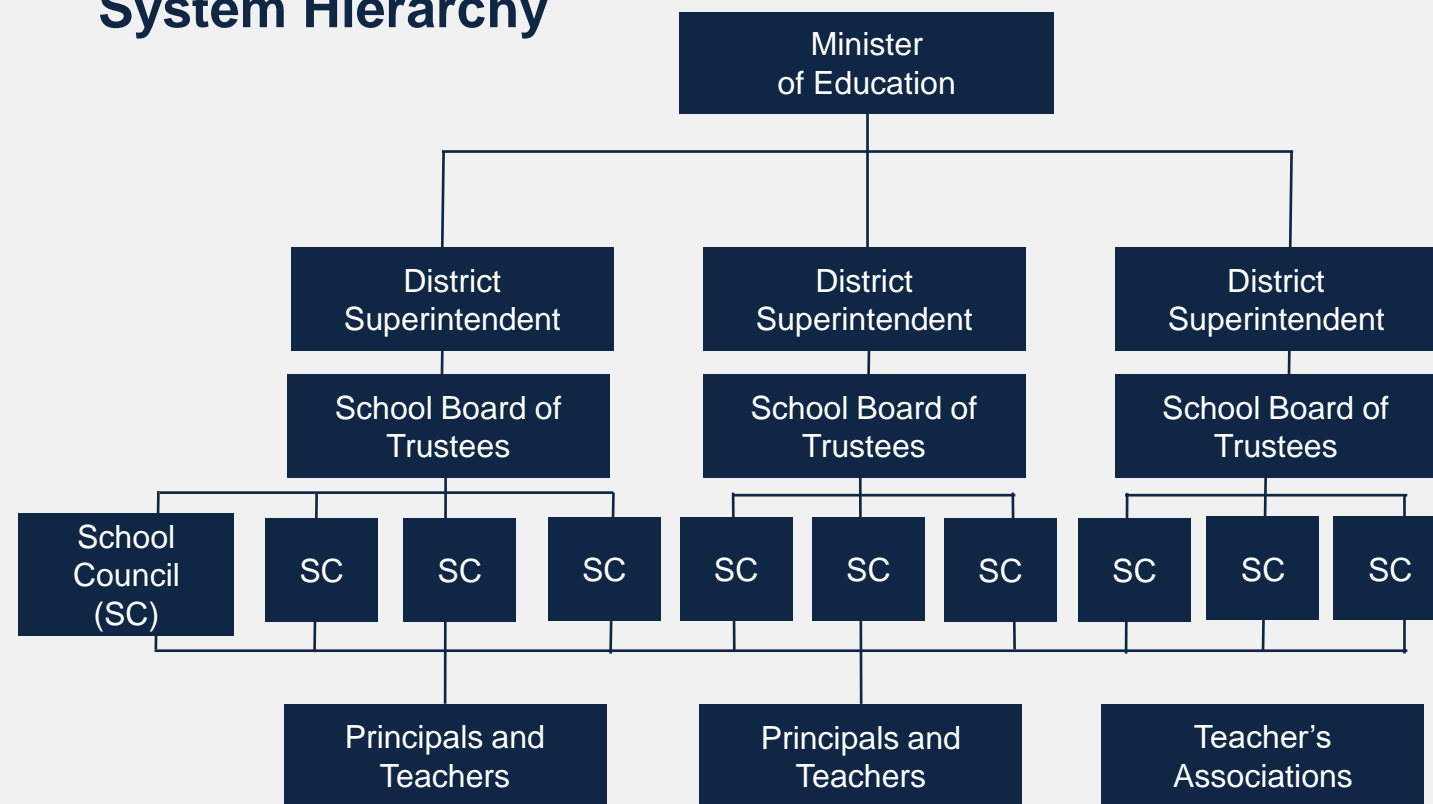 System Hierarchy
Minister
of Education
District
Superintendent
District
Superintendent
District
Superintendent
School Board of
Trustees
School Board of
Trustees
School Board of
Trustees
School
Council
(SC)
SC
SC
SC
SC
SC
SC
SC
SC
SC
Principals and
Teachers
Principals and
Teachers
Teacher’s
Associations